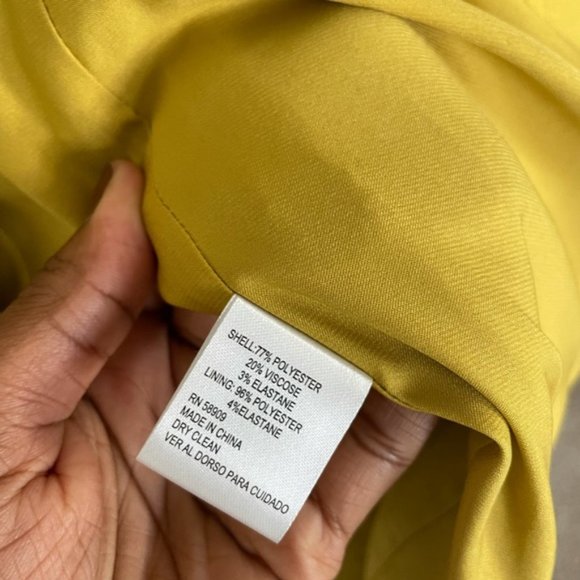 SHELL:77% POLYESTER
20% VISCOSE
3% ELASTANE
LINING: 96% POLYESTER
4%ELASTANE
RN 58909
MADE IN CHINA
DRY CLEAN
VER AL DORSO PARA CUIDADO